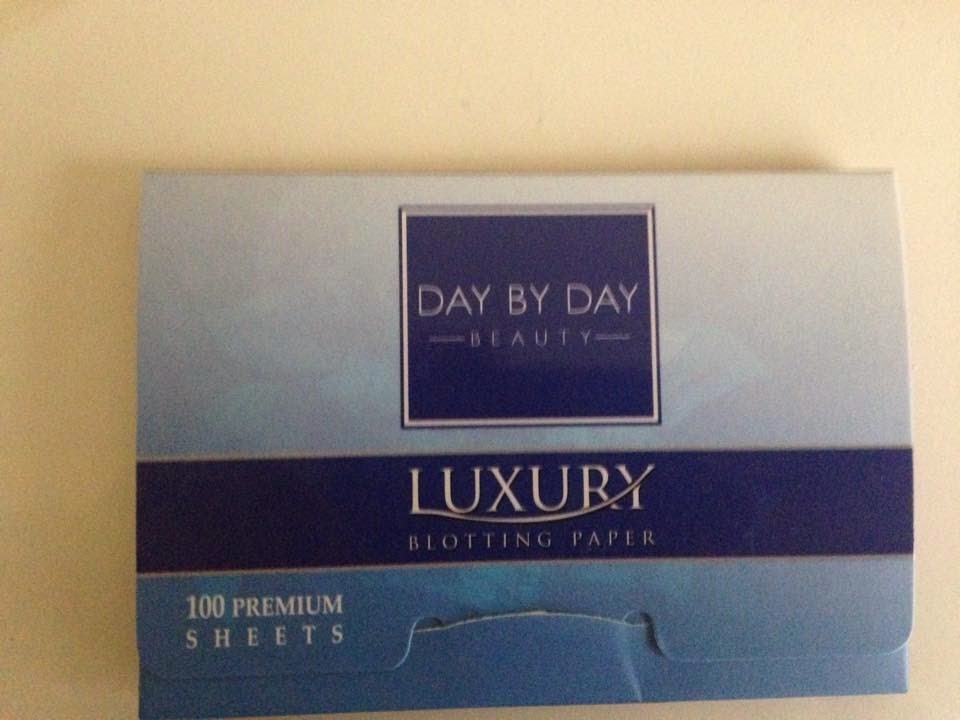 DAY BY DAY
BEAUTY
LUXURY
BLOTTING PAPER
100 PREMIUM
SHEETS